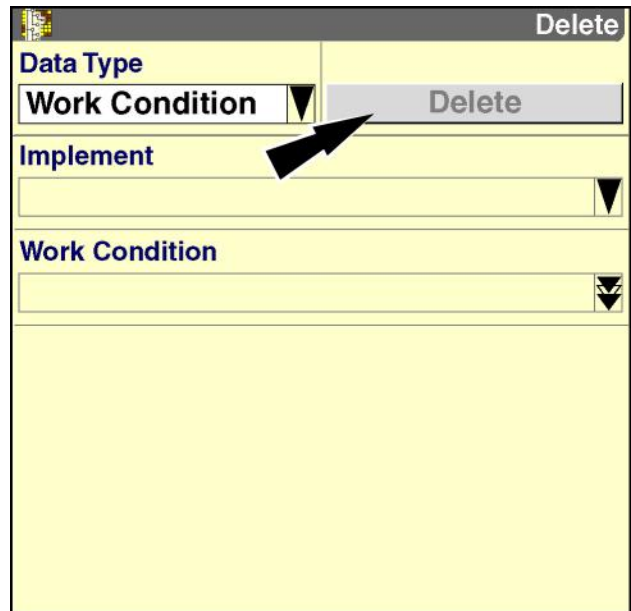 Delete
Data Type
Work Condition
Delete
Implement
Work Condition